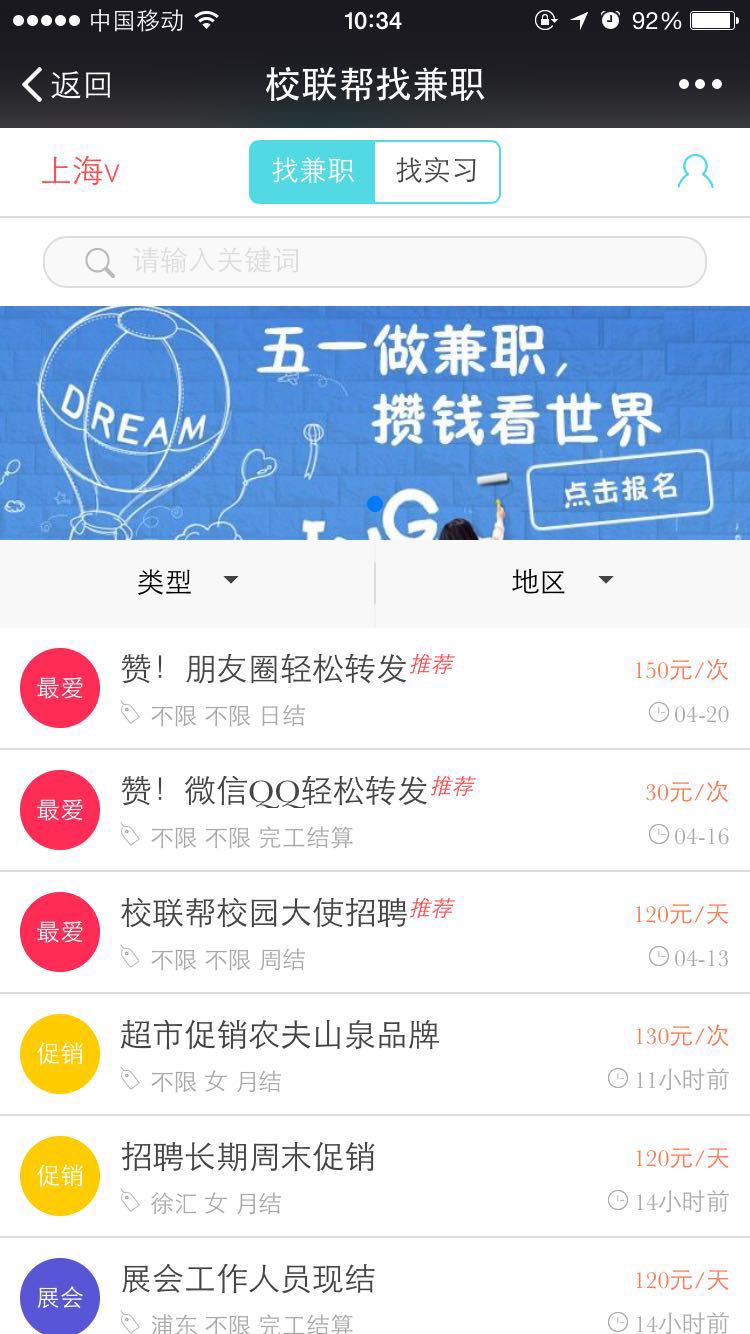 中国移动 10:34 92%
返回 校联帮找兼职
上海V 找兼职 找实习
请输入关键词
DREAM
五一做兼职,
攒钱看世界
点击报名
类型 地区
最爱 赞！朋友圈轻松转发推荐 150元/次
不限 不限 日结 04-20
最爱 赞！微信QQ轻松转发推荐 30元/次
不限 不限 完工结算 04-16
最爱 校联帮校园大使招聘推荐 120元/天
不限 不限 周结 04-13
促销 超市促销农夫山泉品牌 130元/次
不限 女 月结 11小时前
促销 招聘长期周末促销 120元/天
徐汇 女 月结 14小时前
展会 展会工作人员现结 120元/天
浦东 不限 完工结算 14小时前